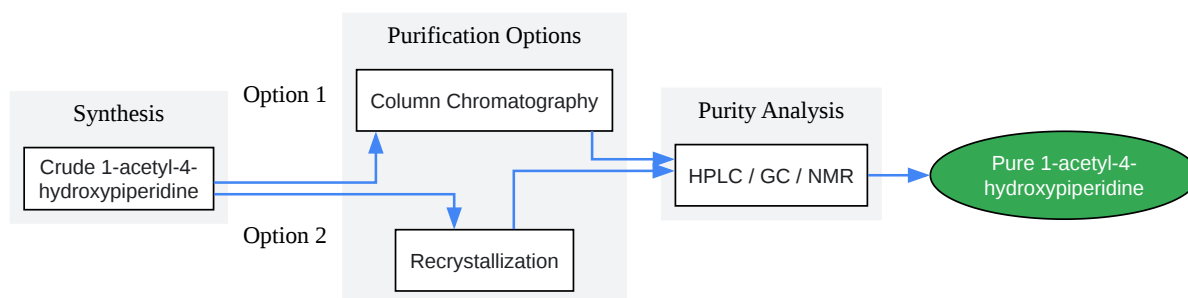 Synthesis
Crude 1-acetyl-4-
hydroxypiperidine
Option 1
Option 2
Purification Options
Column Chromatography
Recrystallization
Purity Analysis
HPLC / GC / NMR
Pure 1-acetyl-4-
hydroxypiperidine